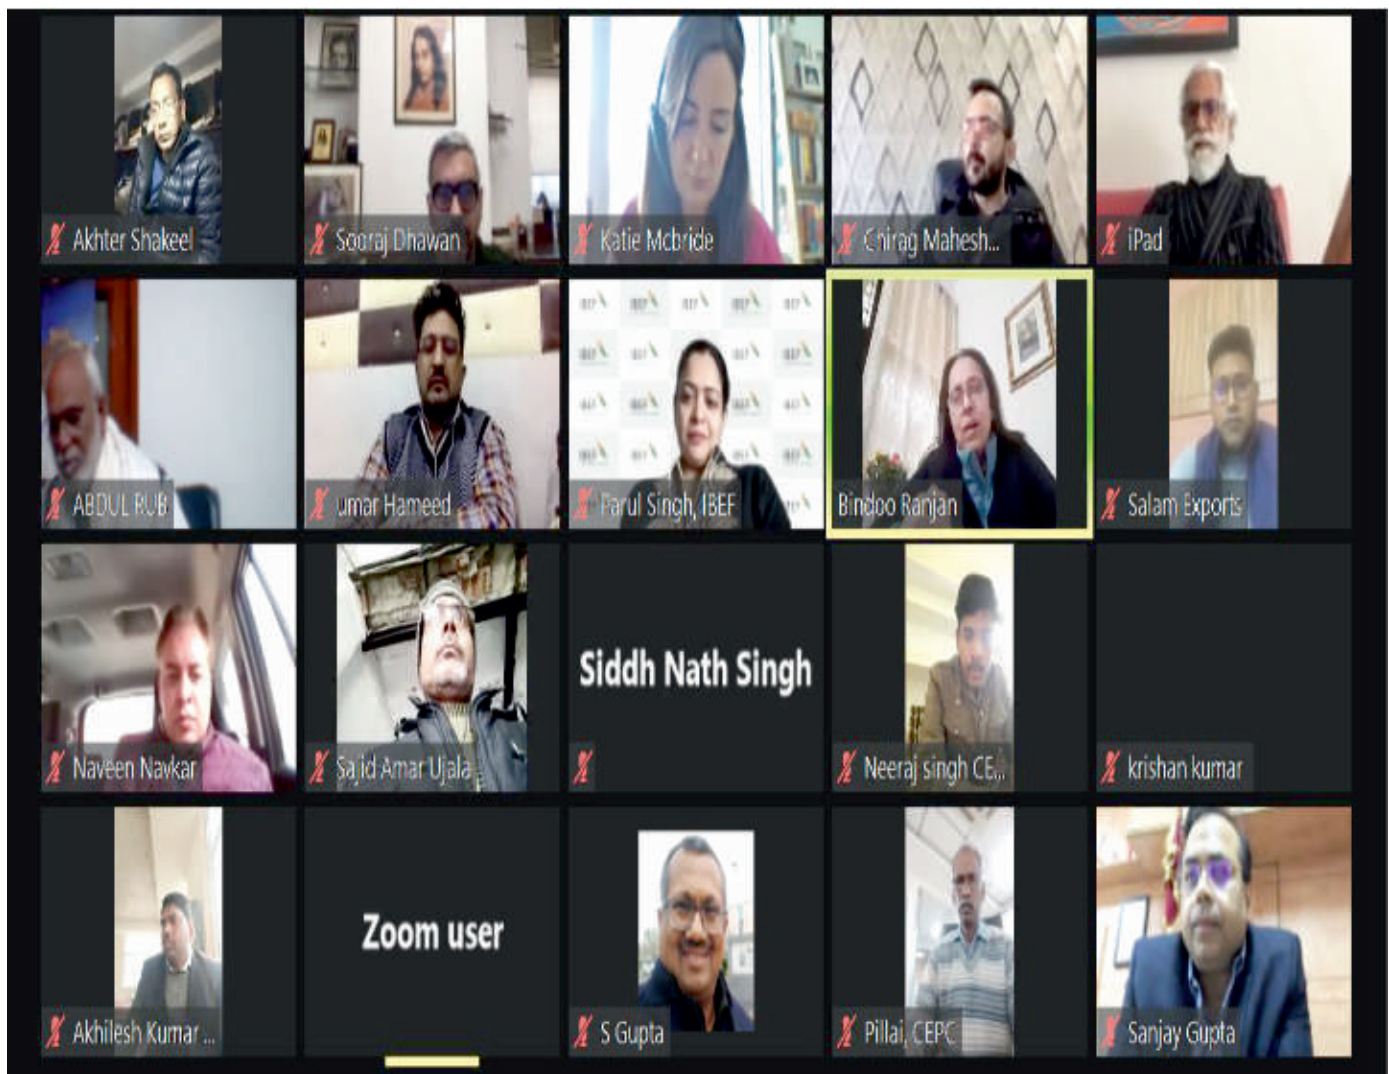 Akhter Shakeel
Sooraj Dhawan
Katie Mcbride
Chirag Mahesh...
iPad
ABDUL RUB
umar Hameed
IBEF
Parul Singh, IBEF
Bindoo Ranjan
Salam Exports
Naveen Navkar
Sajid Amar Ujala
Siddh Nath Singh
Neeraj singh CE...
krishan kumar
Akhilesh Kumar ...
Zoom user
S Gupta
Pillai, CEPC
Sanjay Gupta